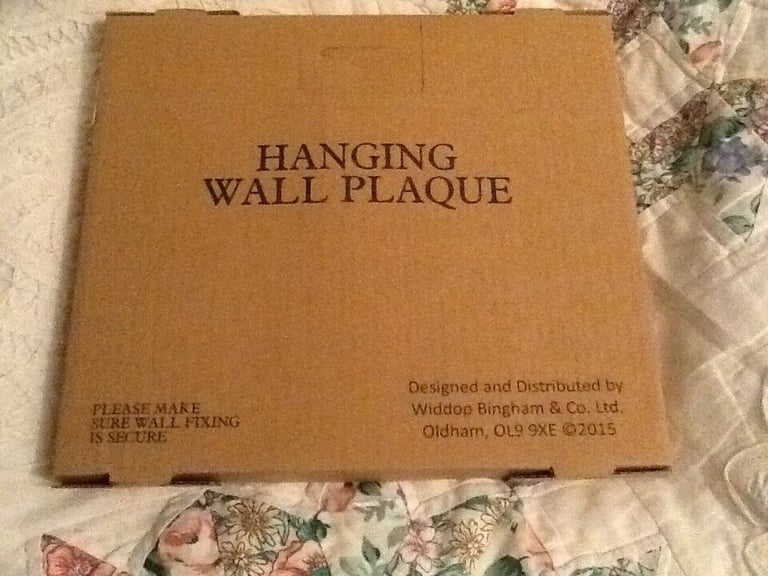 HANGING
WALL PLAQUE
PLEASE MAKE
SURE WALL FIXING
IS SECURE
Designed and Distributed by
Widdop Bingham & Co. Ltd.
Oldham, OL9 9XE ©2015